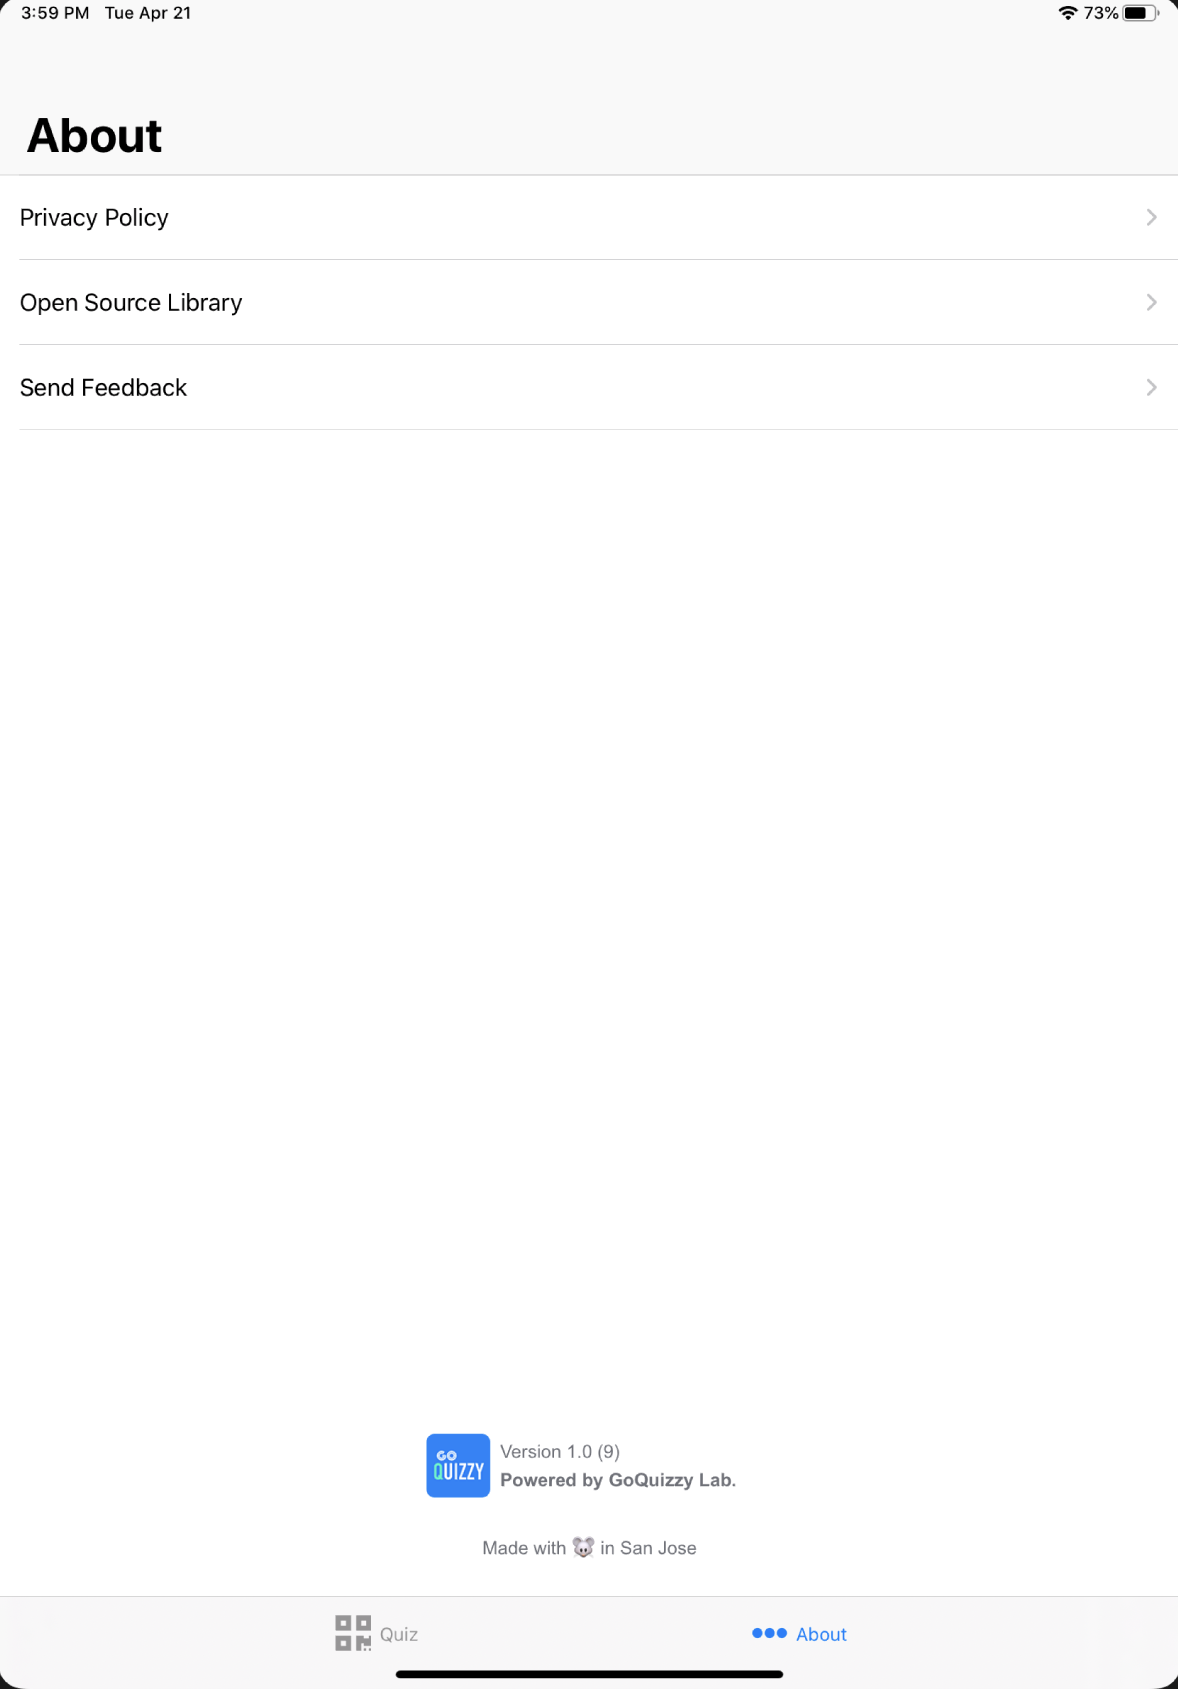 3:59 PM Tue Apr 21 73%
About
Privacy Policy
Open Source Library
Send Feedback
GO
QUIZZY
Version 1.0 (9)
Powered by GoQuizzy Lab.
Made with 🐭 in San Jose
Quiz
About